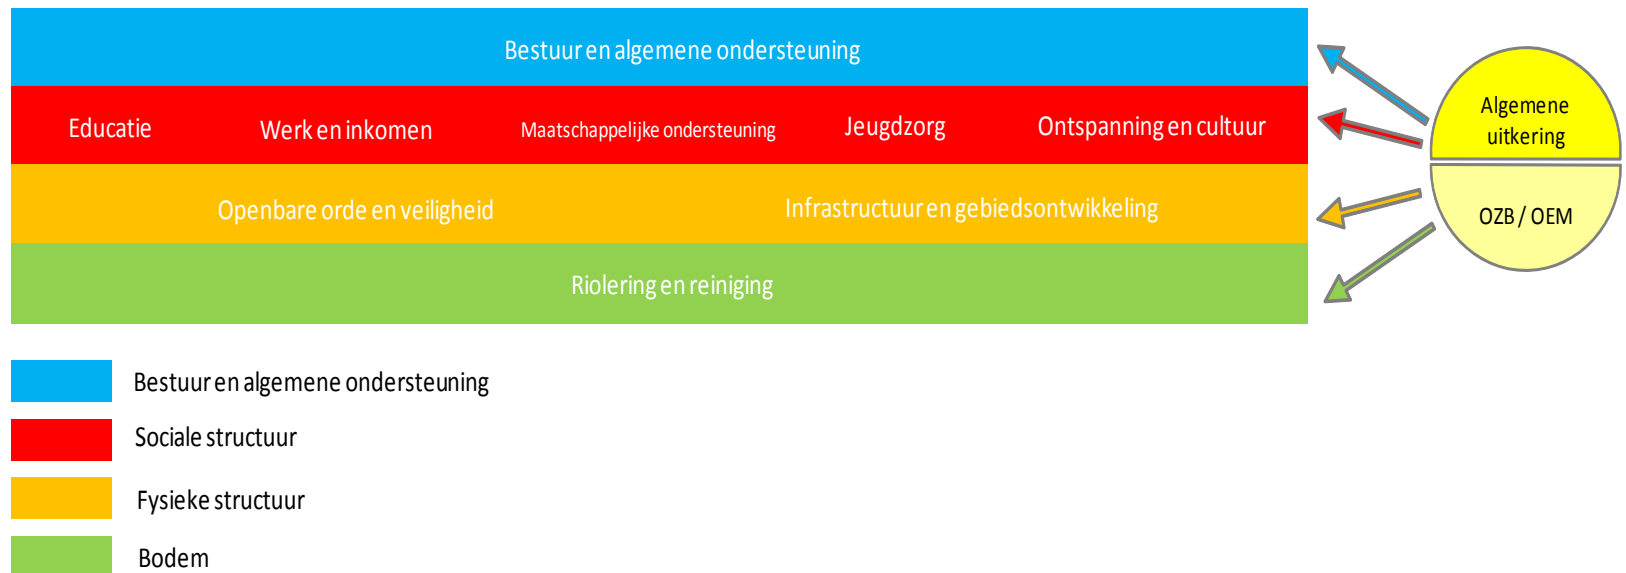 Bestuur en algemene ondersteuning
Educatie
Werk en inkomen
Maatschappelijke ondersteuning
Jeugdzorg
Ontspanning en cultuur
Openbare orde en veiligheid
Infrastructuur en gebiedsontwikkeling
Riolering en reiniging
Algemene
uitkering
OZB / OEM
Bestuur en algemene ondersteuning
Sociale structuur
Fysieke structuur
Bodem